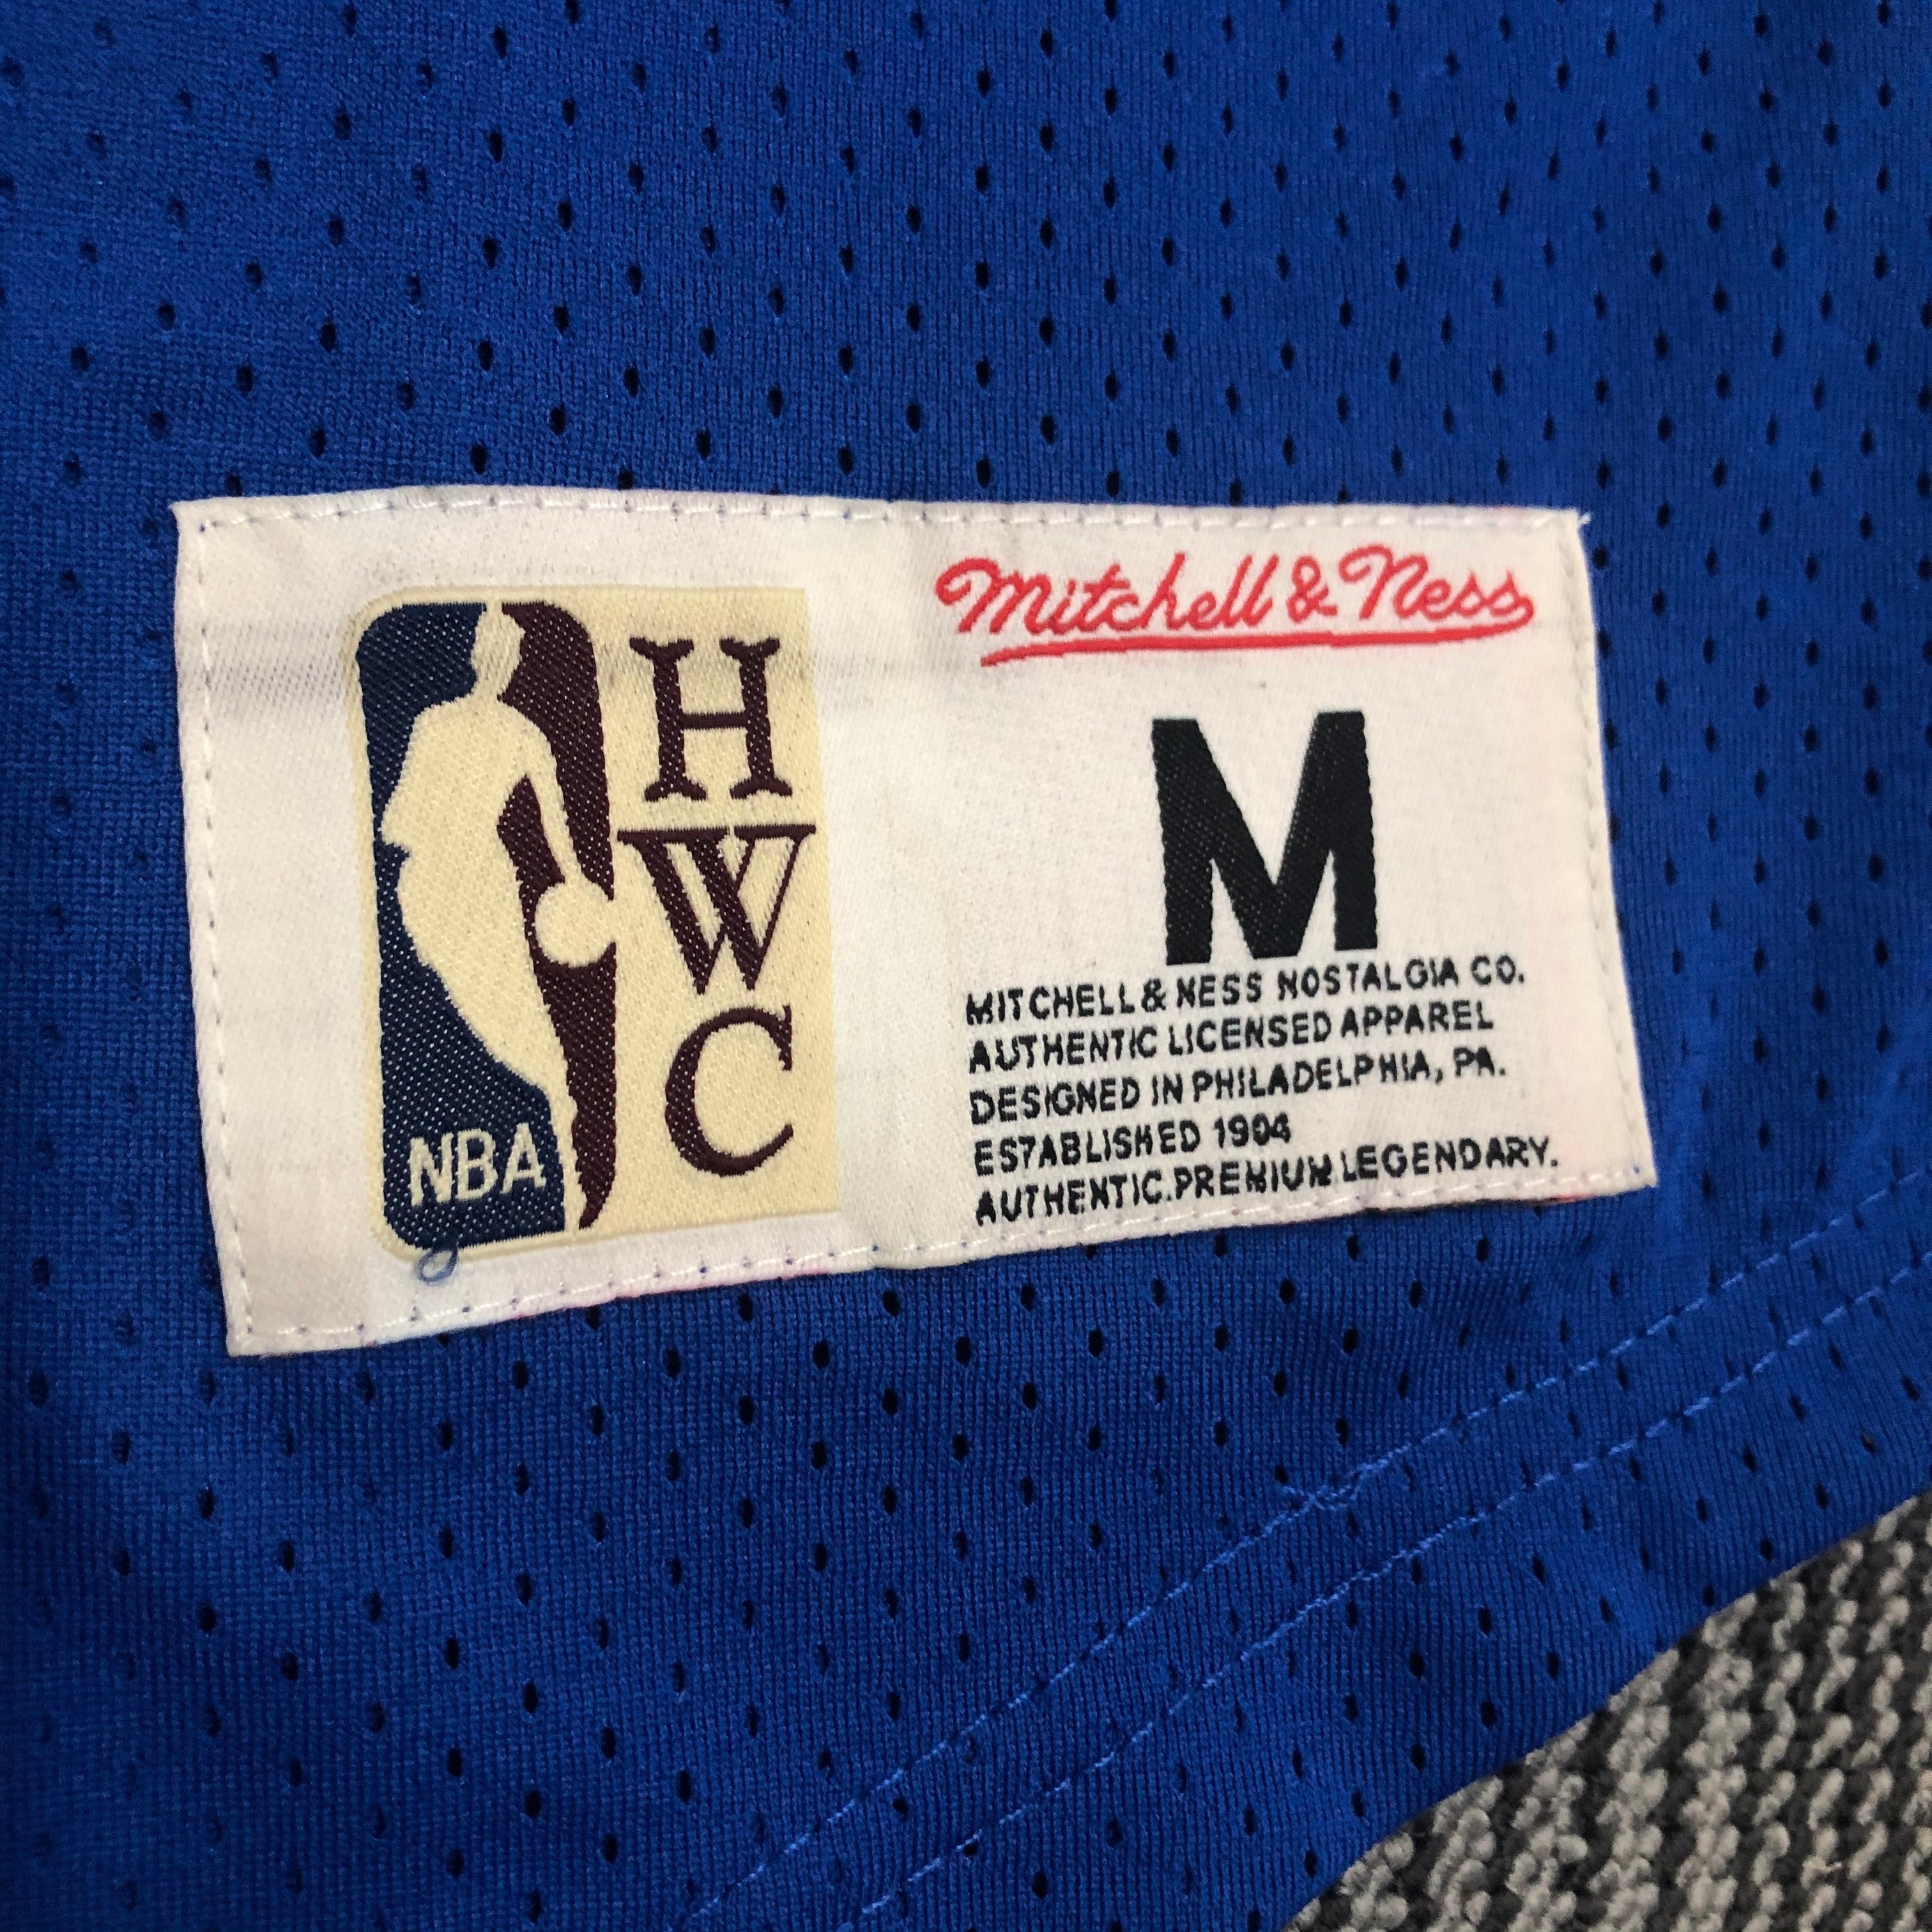 NBA
H
W
C
Mitchell & Ness
M
MITCHELL & NESS NOSTALGIA CO.
AUTHENTIC LICENSED APPAREL
DESIGNED IN PHILADELPHIA, PA.
ESTABLISHED 1904
AUTHENTIC.PREMIUM LEGENDARY.